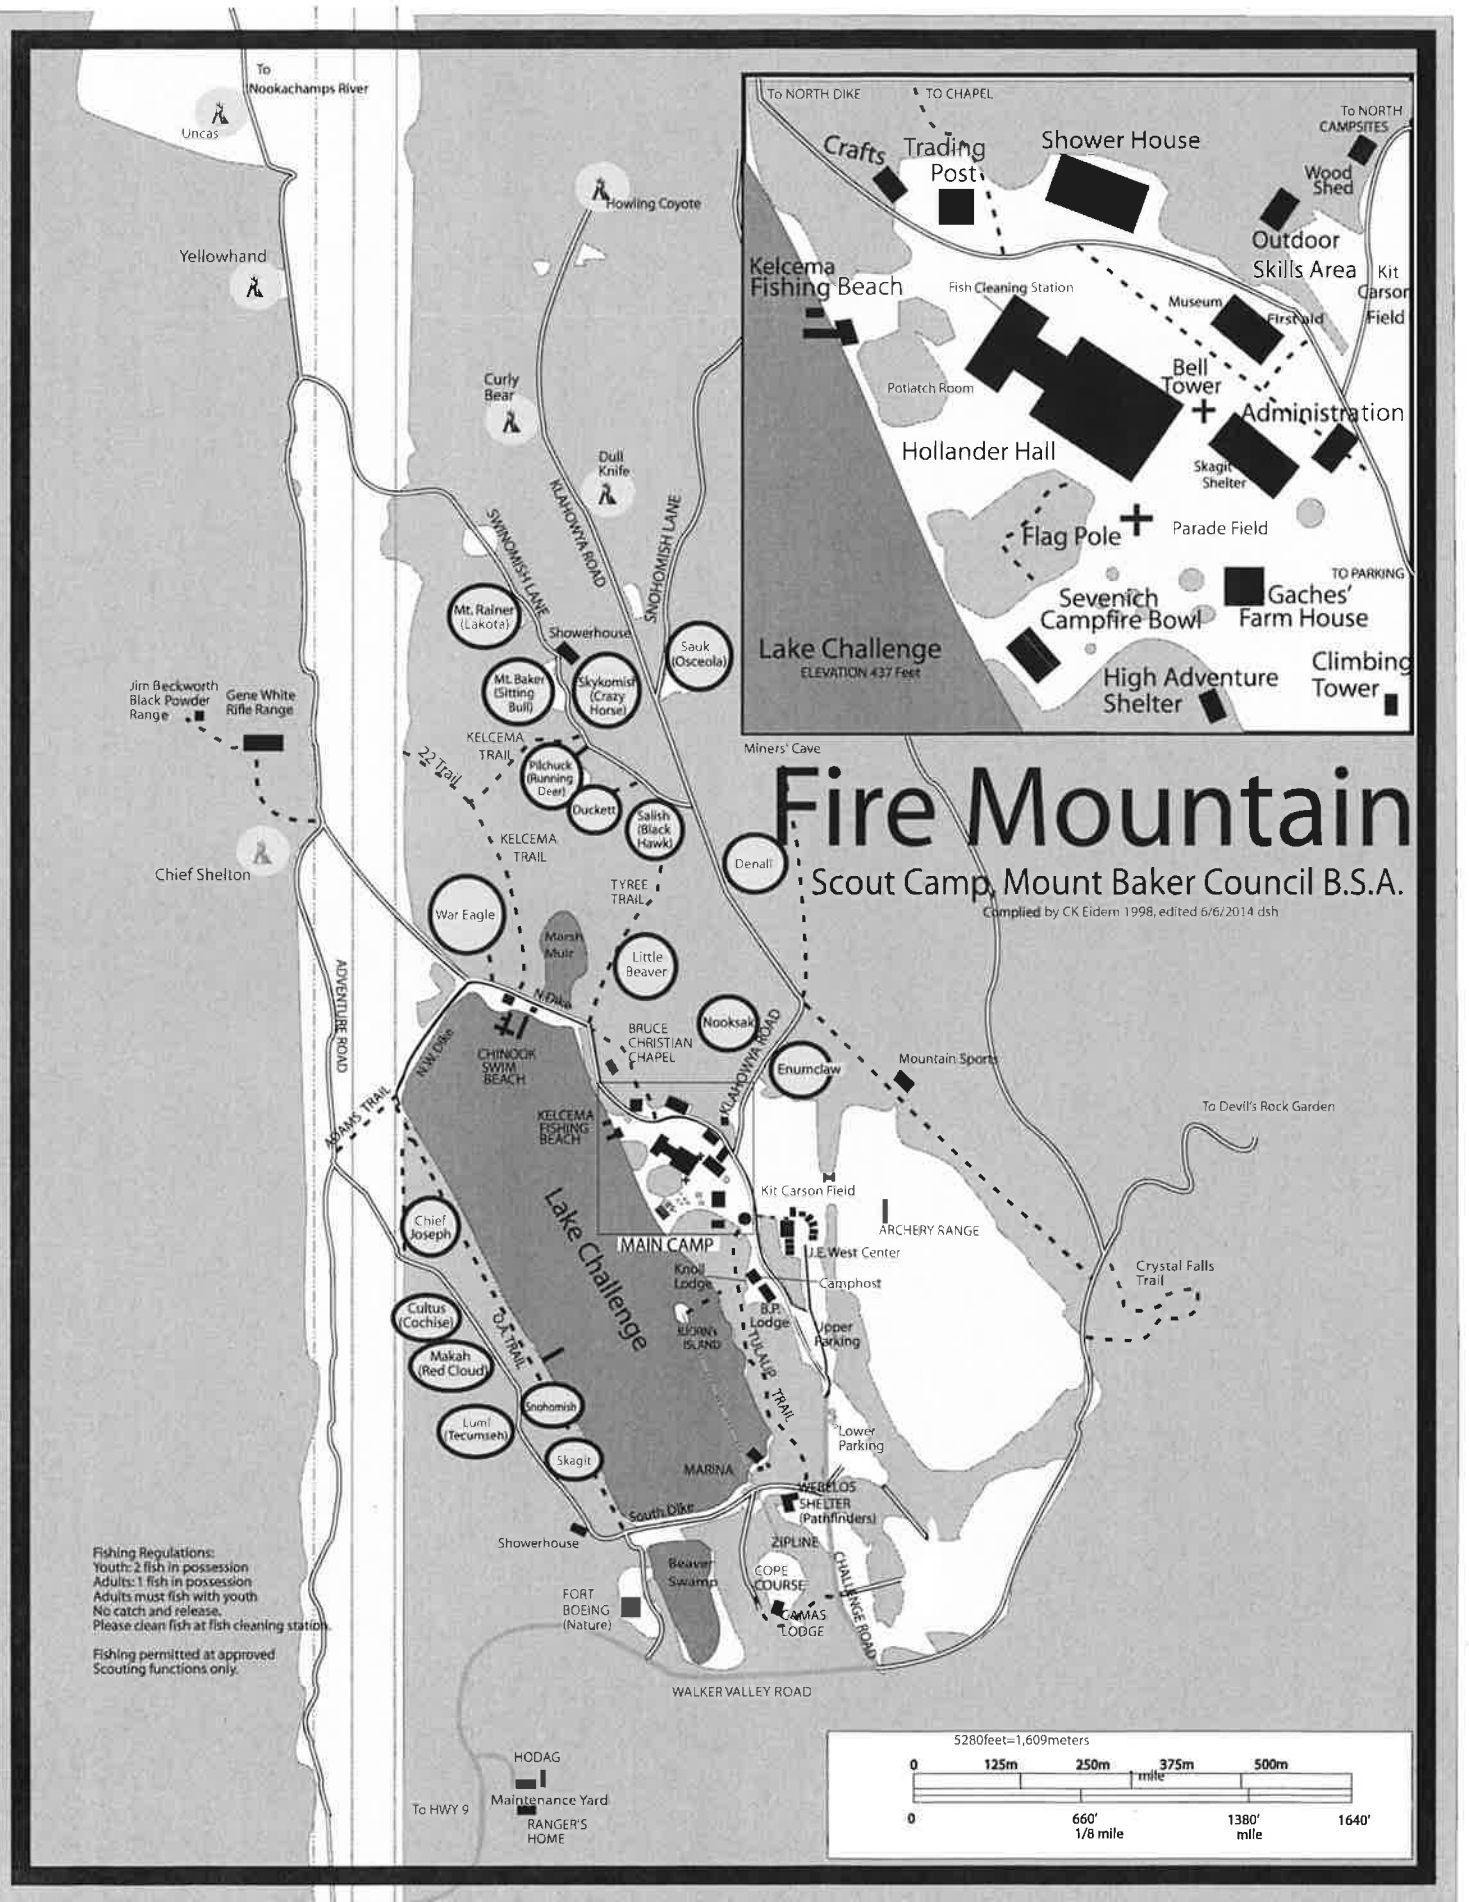 To
Nookachamps River
Uncas
Howling Coyote
Yellowhand
Curly
Bear
Dull
Knife
SWINOMISH LANE
KLAHOWYA ROAD
SNOHOMISH LANE
Mt. Rainer
(Lakota)
Showerhouse
Sauk
(Osceola)
Mt. Baker
(Sitting
Bull)
Skykomish
(Crazy
Horse)
Jim Beckworth
Black Powder
Range
Gene White
Rifle Range
KELCEMA
TRAIL
22 Trail
Pilchuck
(Running
Deer)
Duckett
Salish
(Black
Hawk)
KELCEMA
TRAIL
Chief Shelton
Denali
TYREE
TRAIL
War Eagle
Marsh
Muir
Little
Beaver
ADVENTURE ROAD
N.Dike
N.W. Dike
Nooksak
BRUCE
CHRISTIAN
CHAPEL
CHINOOK
SWIM
BEACH
KLAHOWYA ROAD
Enumclaw
Mountain Sports
ADAMS TRAIL
KELCEMA
FISHING
BEACH
To Devil's Rock Garden
Lake Challenge
Kit Carson Field
Chief
Joseph
ARCHERY RANGE
MAIN CAMP
J.E.West Center
Knoll
Lodge
Camphost
Crystal Falls
Trail
Cultus
(Cochise)
B.P.
Lodge
Upper
Parking
O.A. TRAIL
BJORN's
ISLAND
TULAUP TRAIL
Makah
(Red Cloud)
Snohomish
Lumi
(Tecumseh)
Lower
Parking
Skagit
MARINA
WEBELOS
SHELTER
(Pathfinders)
South Dike
Showerhouse
ZIPLINE
Beaver
Swamp
COPE
COURSE
CHALLENGE ROAD
FORT
BOEING
(Nature)
CAMAS
LODGE
WALKER VALLEY ROAD
Fishing Regulations:
Youth: 2 fish in possession
Adults: 1 fish in possession
Adults must fish with youth
No catch and release.
Please clean fish at fish cleaning station.
Fishing permitted at approved
Scouting functions only.
HODAG
Maintenance Yard
To HWY 9
RANGER'S
HOME
To NORTH DIKE
TO CHAPEL
To NORTH
CAMPSITES
Crafts
Trading
Post
Shower House
Wood
Shed
Outdoor
Skills Area
Kit
Carson
Field
Kelcema
Fishing Beach
Fish Cleaning Station
Museum
First aid
Potlatch Room
Bell
Tower
Administration
Hollander Hall
Skagit
Shelter
Flag Pole
Parade Field
TO PARKING
Sevenich
Campfire Bowl
Gaches'
Farm House
Lake Challenge
ELEVATION 437 Feet
High Adventure
Shelter
Climbing
Tower
Miners' Cave
Fire Mountain
Scout Camp, Mount Baker Council B.S.A.
Complied by CK Eidem 1998, edited 6/6/2014 dsh
5280feet=1,609meters
0 125m 250m 375m 500m
mile
0 660' 1380' 1640'
1/8 mile mile